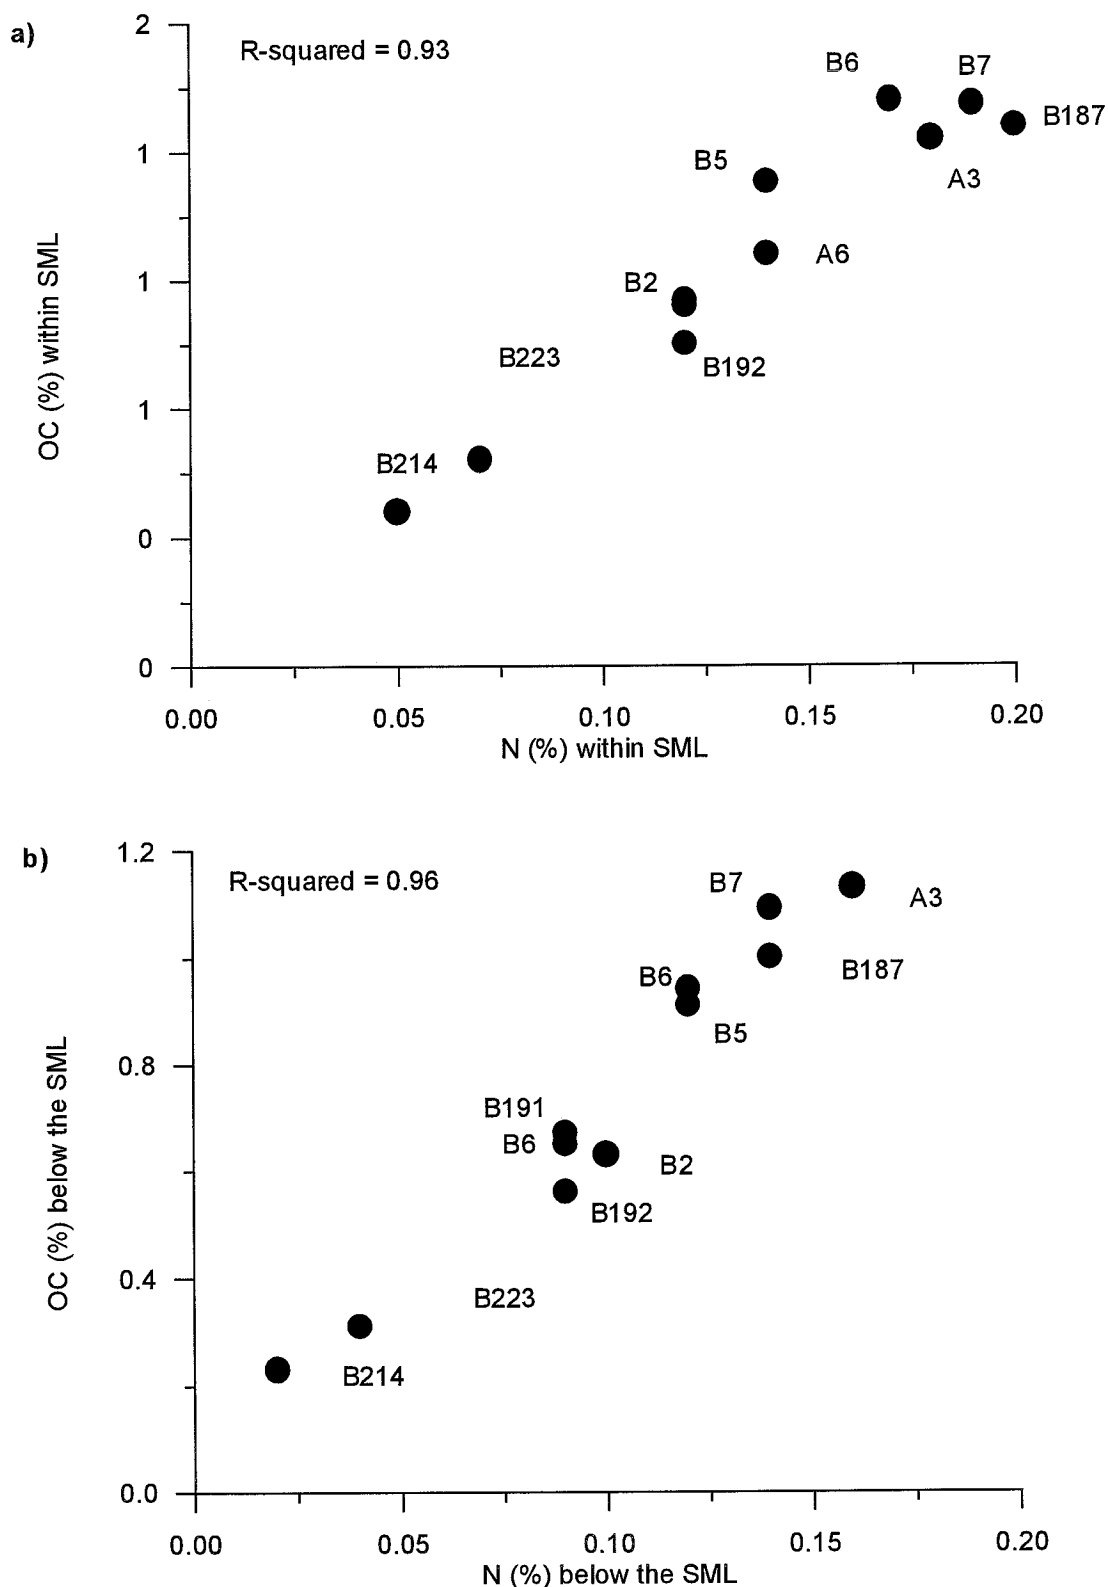 a)
R-squared = 0.93
2
1
1
1
0
0
OC (%) within SML
B6
B7
B187
B5
A3
A6
B2
B223
B192
B214
0.00
0.05
0.10
0.15
0.20
N (%) within SML
b)
R-squared = 0.96
1.2
0.8
0.4
0.0
OC (%) below the SML
B7
A3
B187
B6
B5
B191
B6
B2
B192
B223
B214
0.00
0.05
0.10
0.15
0.20
N (%) below the SML